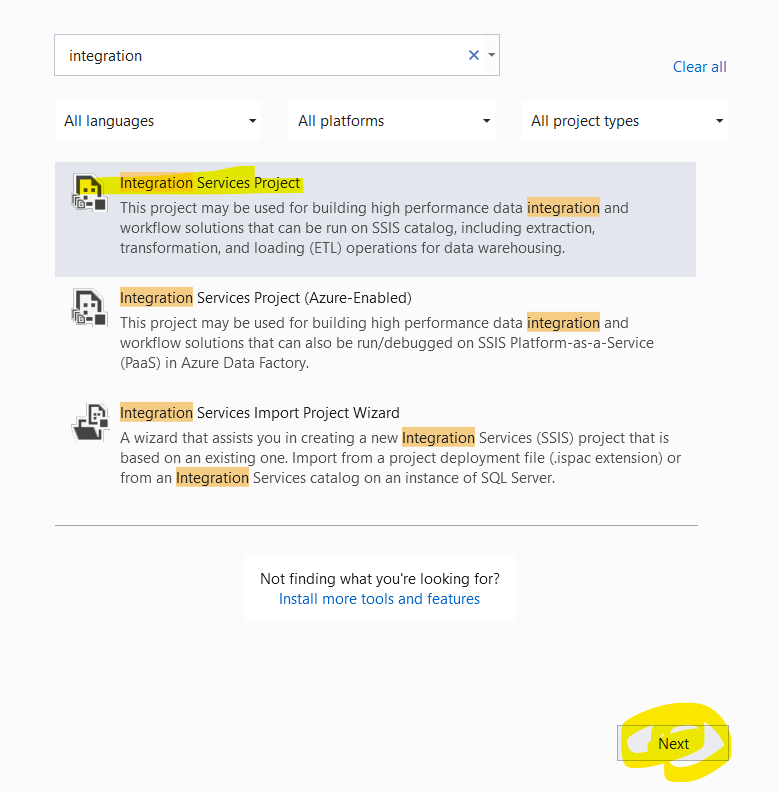 integration
Clear all
All languages
All platforms
All project types
Integration Services Project
This project may be used for building high performance data integration and
workflow solutions that can be run on SSIS catalog, including extraction,
transformation, and loading (ETL) operations for data warehousing.
Integration Services Project (Azure-Enabled)
This project may be used for building high performance data integration and
workflow solutions that can also be run/debugged on SSIS Platform-as-a-Service
(PaaS) in Azure Data Factory.
Integration Services Import Project Wizard
A wizard that assists you in creating a new Integration Services (SSIS) project that is
based on an existing one. Import from a project deployment file (.ispac extension) or
from an Integration Services catalog on an instance of SQL Server.
Not finding what you're looking for?
Install more tools and features
Next